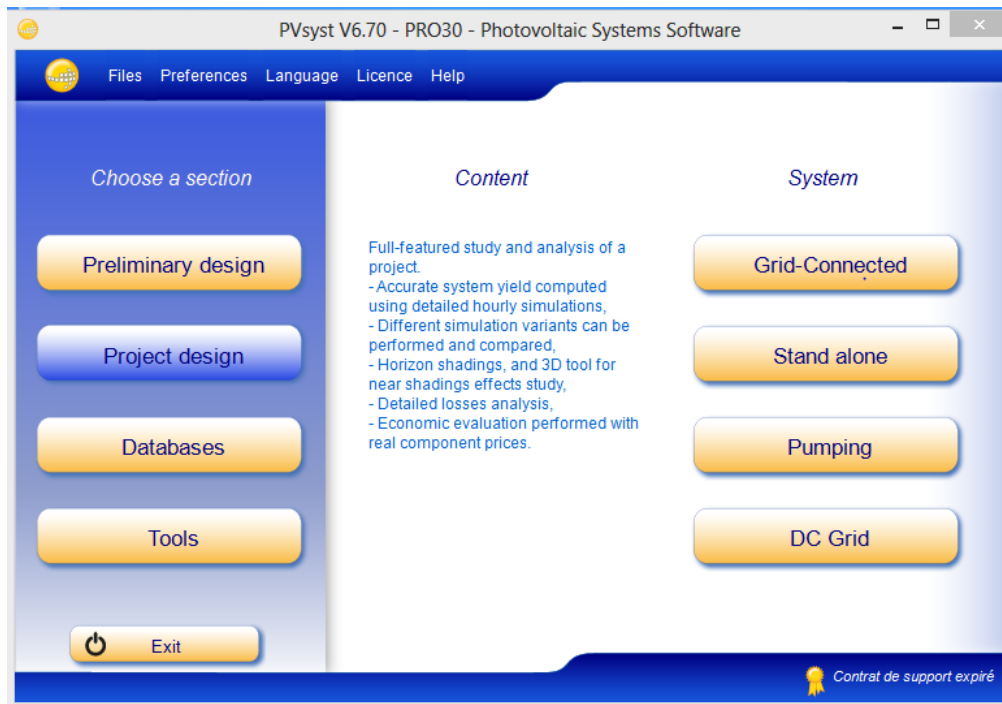 PVsyst V6.70 - PRO30 - Photovoltaic Systems Software
Files Preferences Language Licence Help
Choose a section
Preliminary design
Project design
Databases
Tools
Exit
Content
Full-featured study and analysis of a
project.
- Accurate system yield computed
using detailed hourly simulations,
- Different simulation variants can be
performed and compared,
- Horizon shadings, and 3D tool for
near shadings effects study,
- Detailed losses analysis,
- Economic evaluation performed with
real component prices.
System
Grid-Connected
Stand alone
Pumping
DC Grid
Contrat de support expiré